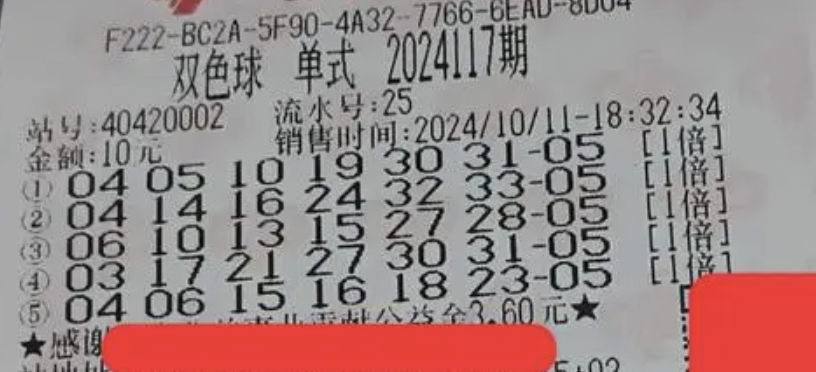 F222-BC2A-5F90-4A32-7766-6EAD-8D04
双色球 单式 2024117期
站号:40420002 流水号:25
金额:10元 销售时间:2024/10/11-18:32:34
① 04 05 10 19 30 31-05 [1倍]
② 04 14 16 24 32 33-05 [1倍]
③ 06 10 13 15 27 28-05 [1倍]
④ 03 17 21 27 30 31-05 [1倍]
⑤ 04 06 15 16 18 23-05 [1倍]
★感谢 贡献公益金3.60元★